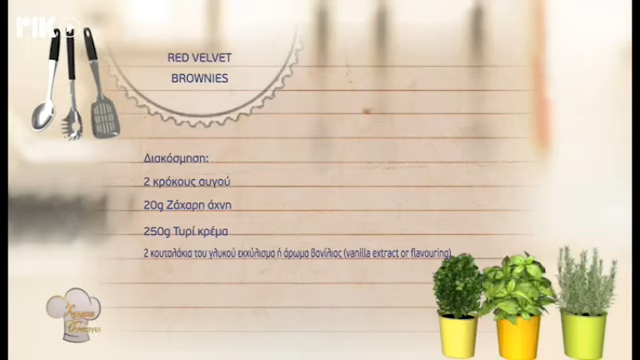 ΡΙΚ
RED VELVET
BROWNIES
Διακόσμηση:
2 κρόκους αυγού
20g Ζάχαρη άχνη
250g Τυρί κρέμα
2 κουταλάκια του γλυκού εκχύλισμα ή άρωμα βανίλιας (vanilla extract or flavouring)